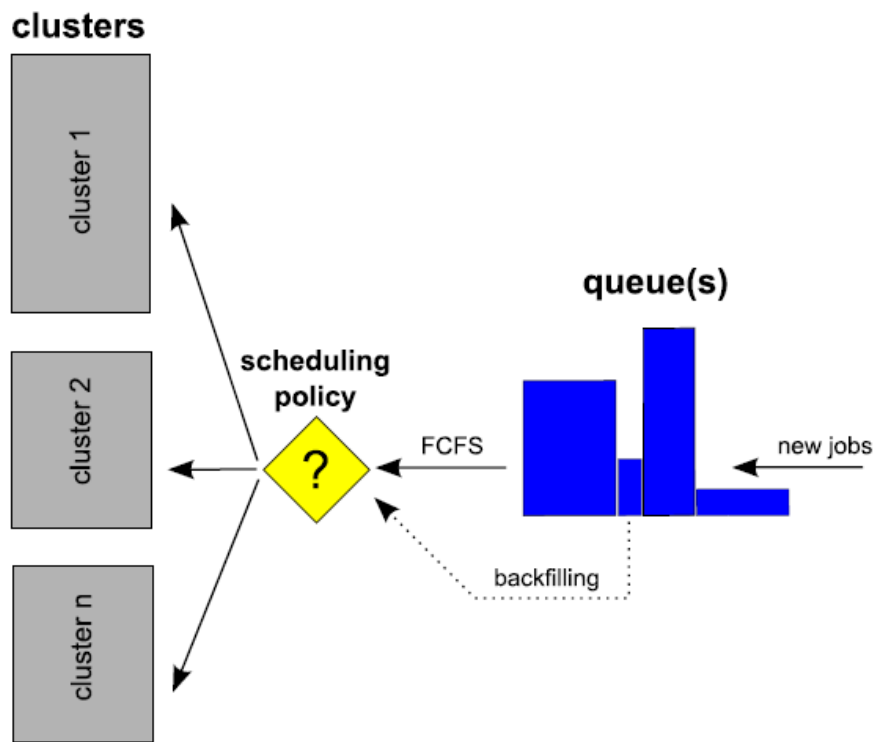 clusters
cluster 1
cluster 2
cluster n
scheduling
policy
?
FCFS
backfilling
queue(s)
new jobs